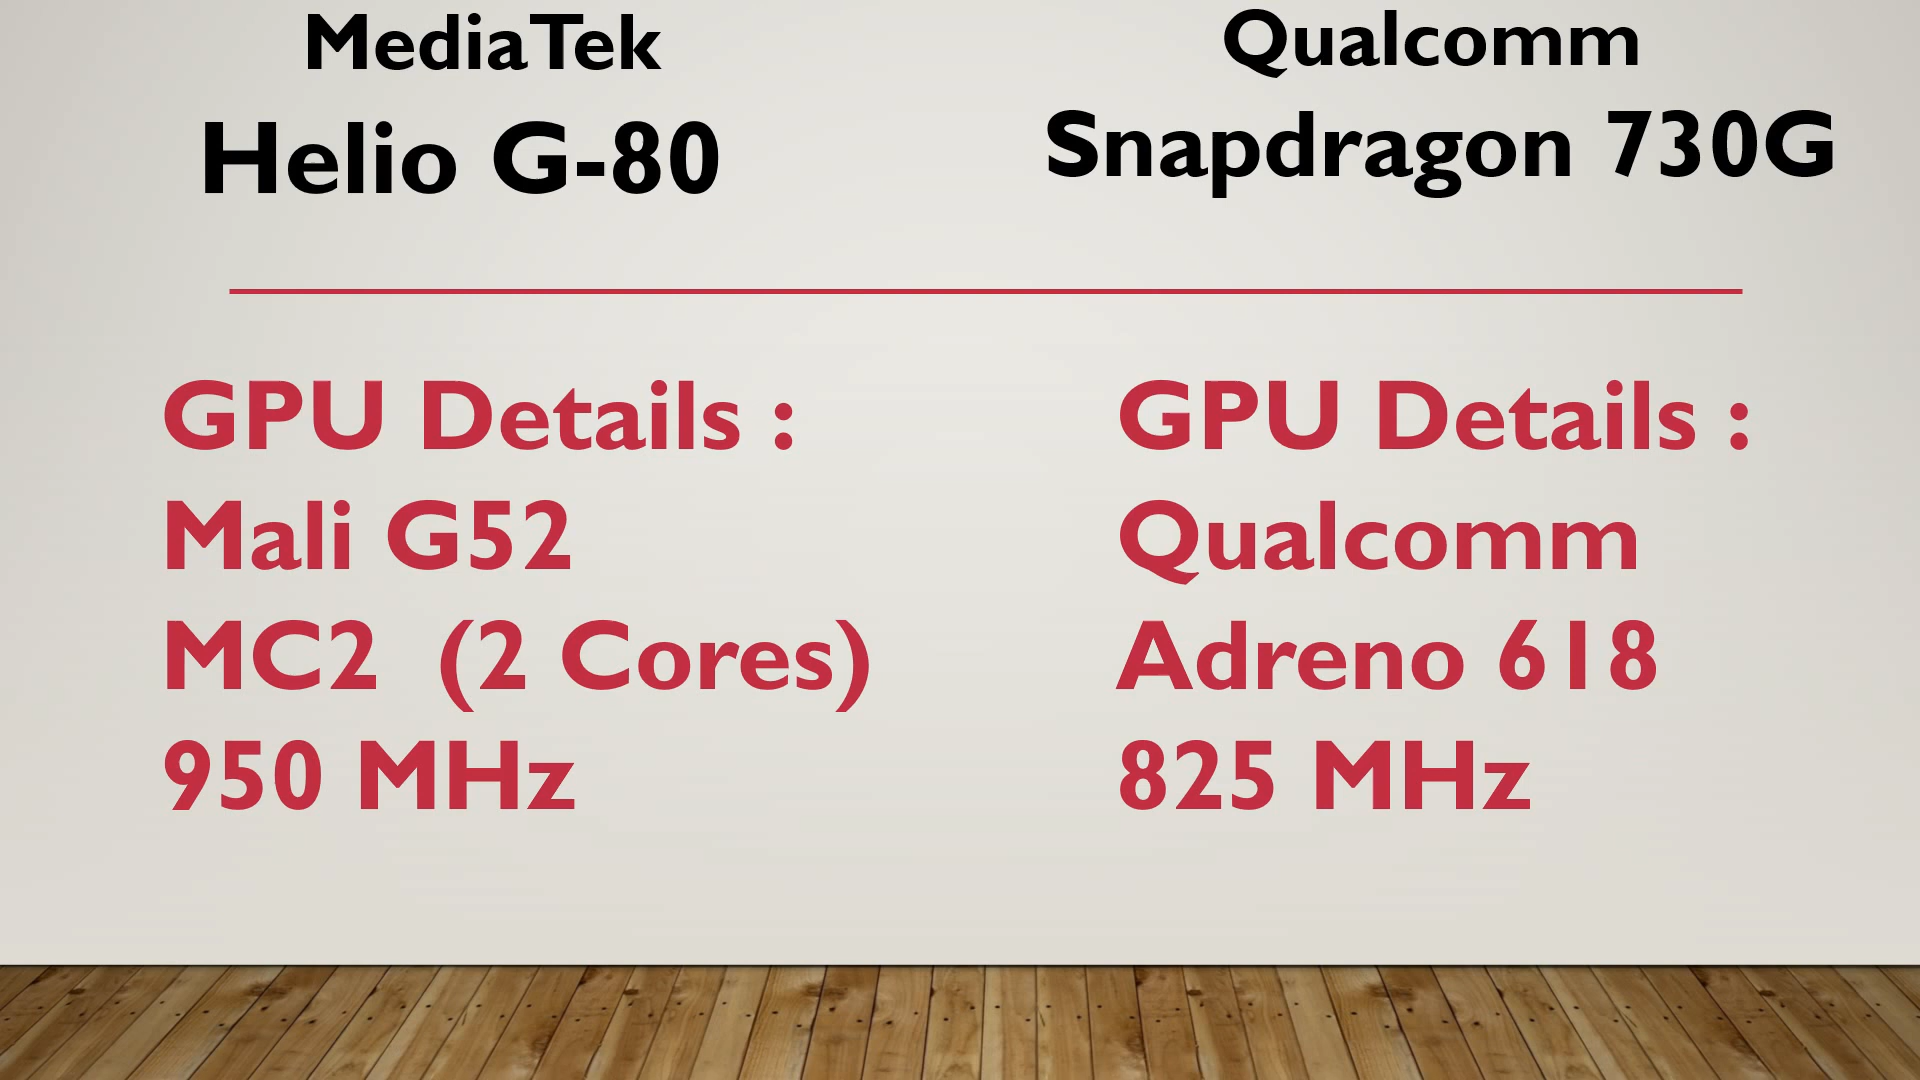 MediaTek
Helio G-80
Qualcomm
Snapdragon 730G
GPU Details :
Mali G52
MC2  (2 Cores)
950 MHz
GPU Details :
Qualcomm
Adreno 618
825 MHz